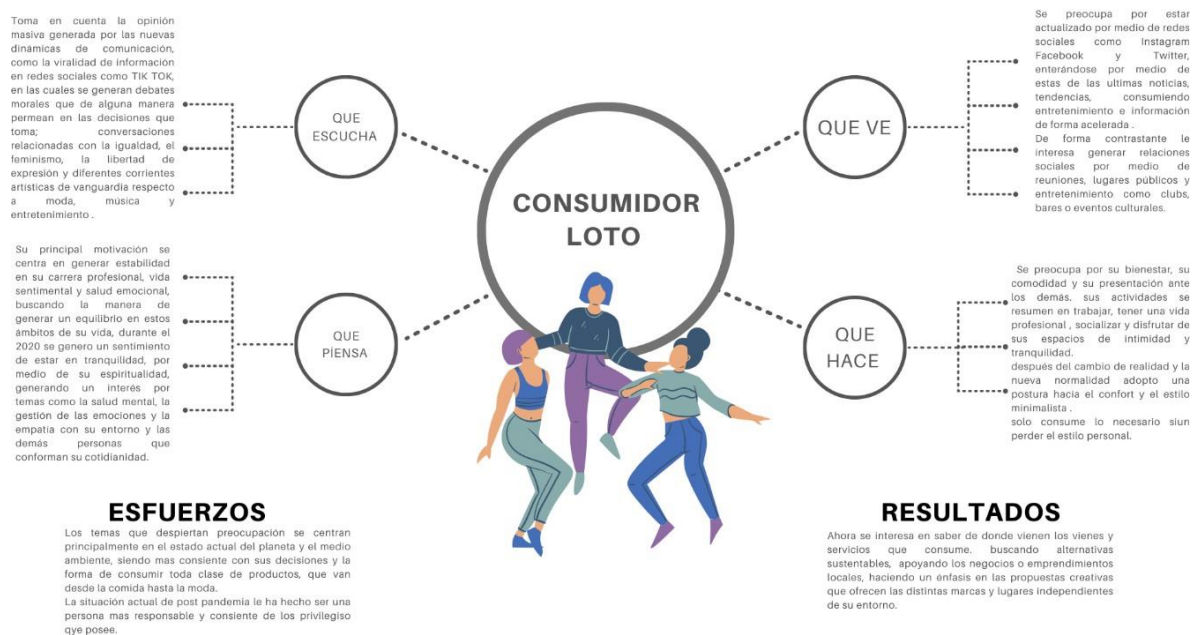 Toma en cuenta la opinión
masiva generada por las nuevas
dinámicas de comunicación,
como la viralidad de información
en redes sociales como TIK TOK,
en las cuales se generan debates
morales que de alguna manera
permean en las decisiones que
toma; conversaciones
relacionadas con la igualdad, el
feminismo, la libertad de
expresión y diferentes corrientes
artísticas de vanguardia respecto
a moda, música y
entretenimiento .
QUE
ESCUCHA
Su principal motivación se
centra en generar estabilidad
en su carrera profesional, vida
sentimental y salud emocional,
buscando la manera de
generar un equilibrio en estos
ámbitos de su vida, durante el
2020 se genero un sentimiento
de estar en tranquilidad, por
medio de su espiritualidad,
generando un interés por
temas como la salud mental, la
gestión de las emociones y la
empatía con su entorno y las
demás personas que
conforman su cotidianidad.
QUE
PÍENSA
CONSUMIDOR
LOTO
QUE VE
Se preocupa por estar
actualizado por medio de redes
sociales como Instagram
Facebook y Twitter,
enterándose por medio de
estas de las ultimas noticias,
tendencias, consumiendo
entretenimiento e información
de forma acelerada .
De forma contrastante le
interesa generar relaciones
sociales por medio de
reuniones, lugares públicos y
entretenimiento como clubs,
bares o eventos culturales.
QUE
HACE
Se preocupa por su bienestar, su
comodidad y su presentación ante
los demás. sus actividades se
resumen en trabajar, tener una vida
profesional , socializar y disfrutar de
sus espacios de intimidad y
tranquilidad.
después del cambio de realidad y la
nueva normalidad adopto una
postura hacia el confort y el estilo
minimalista .
solo consume lo necesario siun
perder el estilo personal.
ESFUERZOS
Los temas que despiertan preocupación se centran
principalmente en el estado actual del planeta y el medio
ambiente, siendo mas consiente con sus decisiones y la
forma de consumir toda clase de productos, que van
desde la comida hasta la moda.
La situación actual de post pandemia le ha hecho ser una
persona mas responsable y consiente de los privilegiso
qye posee.
RESULTADOS
Ahora se interesa en saber de donde vienen los vienes y
servicios que consume. buscando alternativas
sustentables, apoyando los negocios o emprendimientos
locales, haciendo un énfasis en las propuestas creativas
que ofrecen las distintas marcas y lugares independientes
de su entorno.